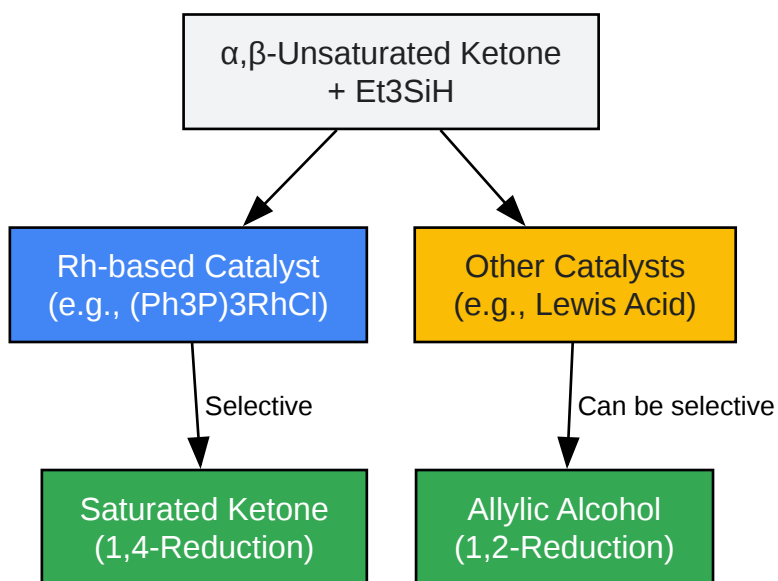 α,β-Unsaturated Ketone
+ Et3SiH
Rh-based Catalyst
(e.g., (Ph3P)3RhCl)
Other Catalysts
(e.g., Lewis Acid)
Selective
Can be selective
Saturated Ketone
(1,4-Reduction)
Allylic Alcohol
(1,2-Reduction)